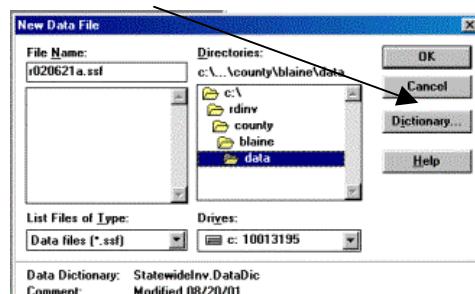 New Data File
File Name:
r020621a.ssf
Directories:
c:\...\county\blaine\data
c:\
rdinv
county
blaine
data
OK
Cancel
Dictionary...
Help
List Files of Type:
Data files (*.ssf)
Drives:
c: 10013195
Data Dictionary: StatewideInv.DataDic
Comment: Modified 08/20/01